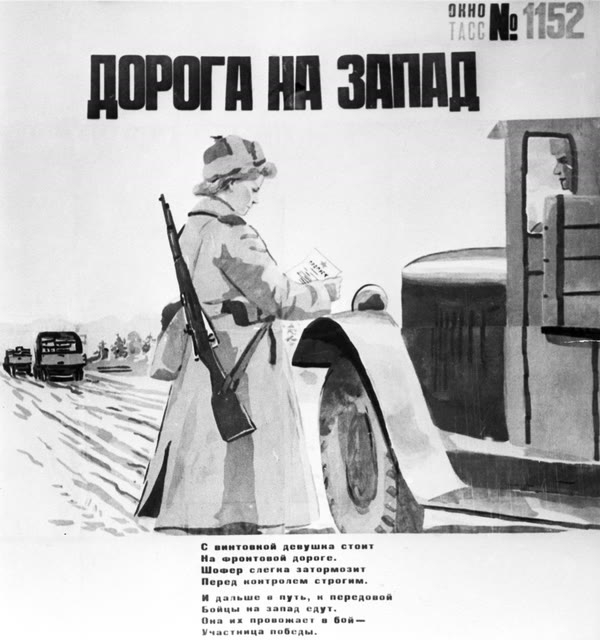 ОКНО
ТАСС № 1152
ДОРОГА НА ЗАПАД
С винтовкой девушка стоит
На фронтовой дороге.
Шофер слегка затормозит
Перед контролем строгим.
И дальше в путь, к передовой
Бойцы на запад едут.
Она их провожает в бой—
Участница победы.